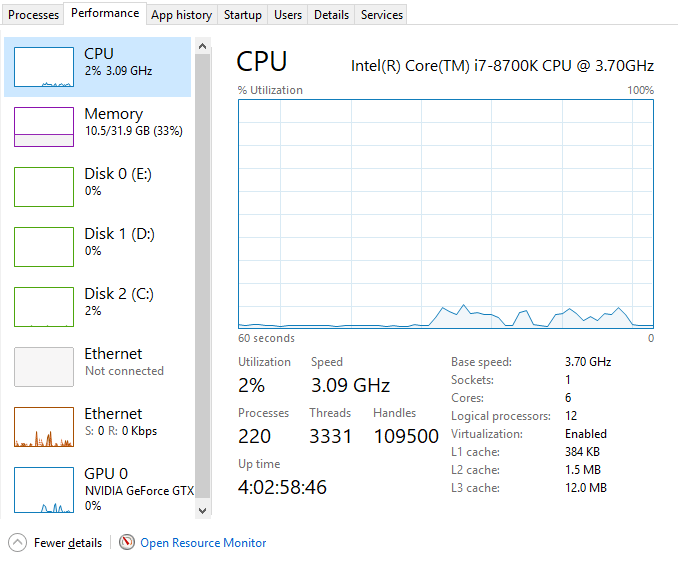 Processes Performance App history Startup Users Details Services
CPU
2% 3.09 GHz
Memory
10.5/31.9 GB (33%)
Disk 0 (E:)
0%
Disk 1 (D:)
0%
Disk 2 (C:)
2%
Ethernet
Not connected
Ethernet
S: 0 R: 0 Kbps
GPU 0
NVIDIA GeForce GTX
0%
CPU Intel(R) Core(TM) i7-8700K CPU @ 3.70GHz
% Utilization 100%
60 seconds 0
Utilization Speed
2% 3.09 GHz
Processes Threads Handles
220 3331 109500
Up time
4:02:58:46
Base speed: 3.70 GHz
Sockets: 1
Cores: 6
Logical processors: 12
Virtualization: Enabled
L1 cache: 384 KB
L2 cache: 1.5 MB
L3 cache: 12.0 MB
Fewer details Open Resource Monitor